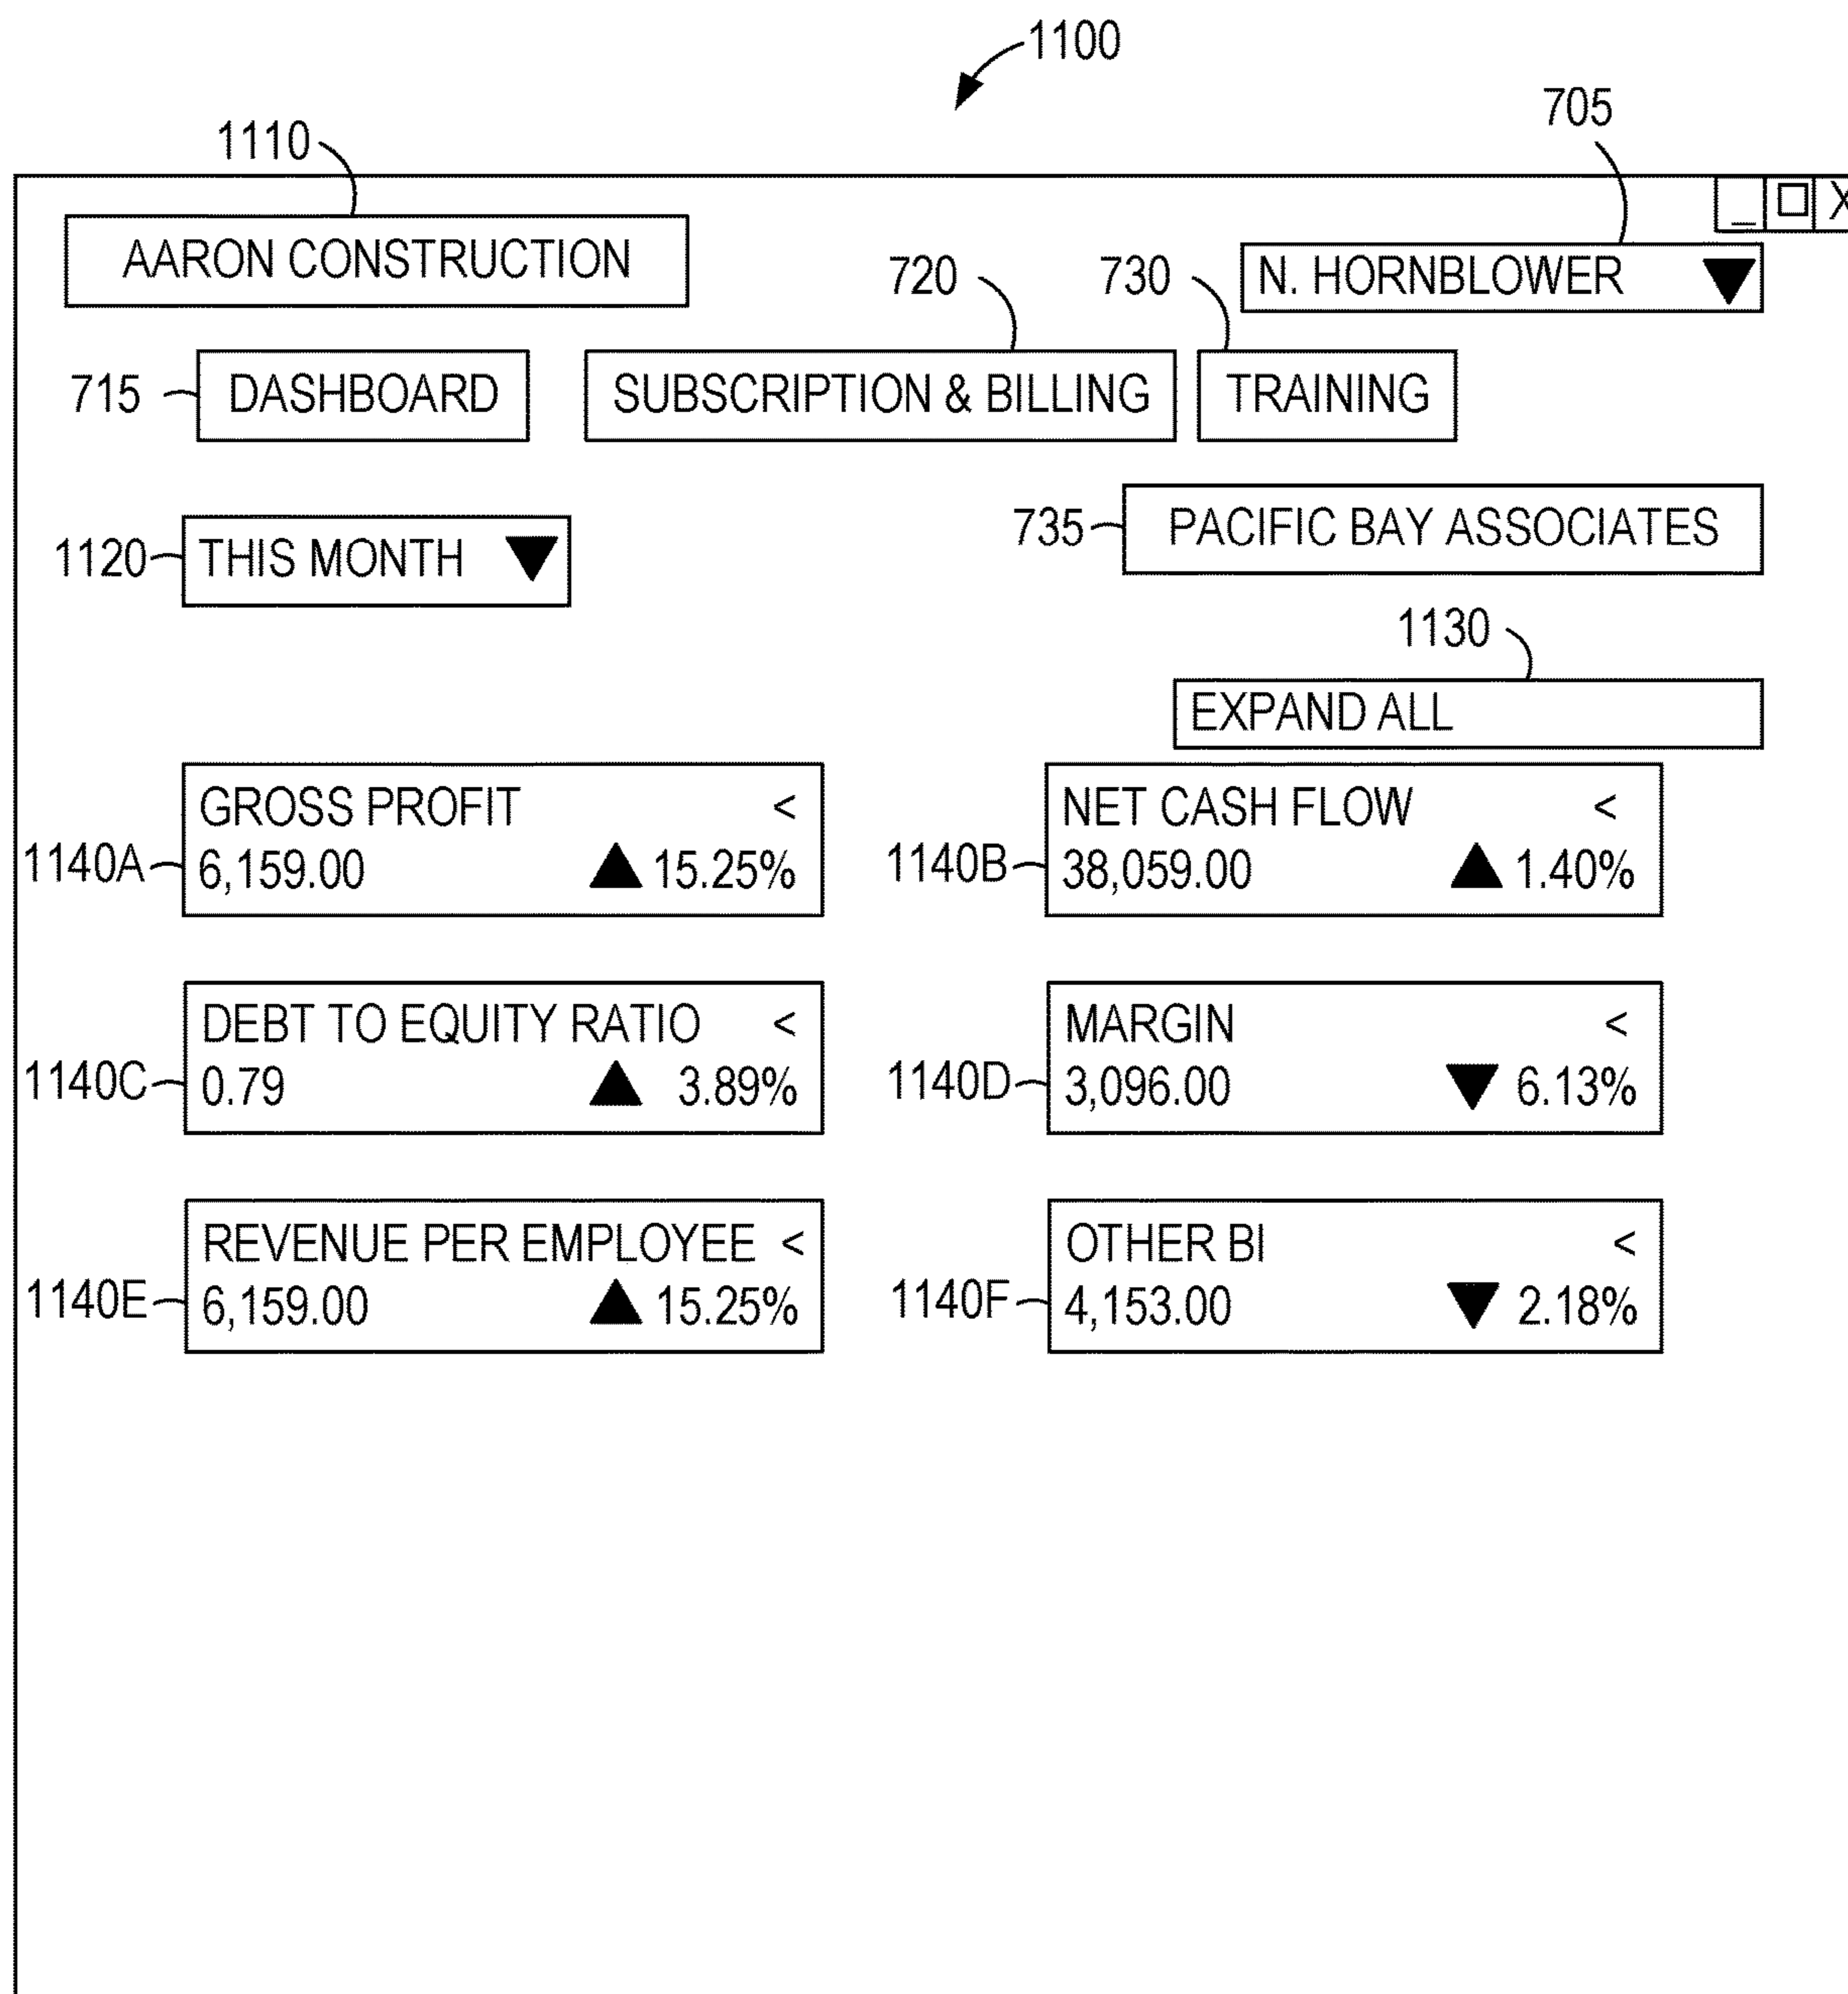 1100
705
1110
_ □ X
AARON CONSTRUCTION
N. HORNBLOWER ▼
720
730
715
DASHBOARD
SUBSCRIPTION & BILLING
TRAINING
735
PACIFIC BAY ASSOCIATES
1120
THIS MONTH ▼
1130
EXPAND ALL
1140A
GROSS PROFIT <
6,159.00 ▲ 15.25%
1140B
NET CASH FLOW <
38,059.00 ▲ 1.40%
1140C
DEBT TO EQUITY RATIO <
0.79 ▲ 3.89%
1140D
MARGIN <
3,096.00 ▼ 6.13%
1140E
REVENUE PER EMPLOYEE <
6,159.00 ▲ 15.25%
1140F
OTHER BI <
4,153.00 ▼ 2.18%